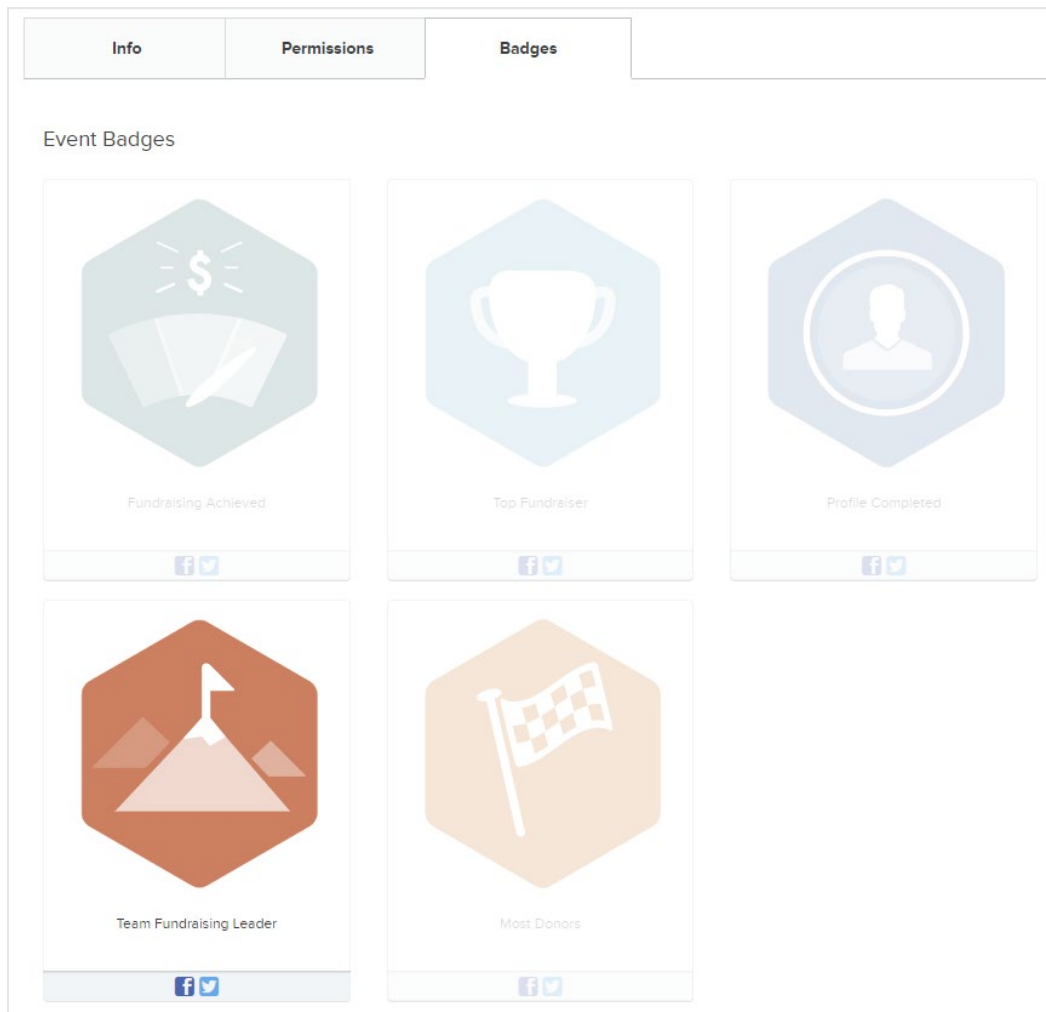 Info
Permissions
Badges
Event Badges
$
Fundraising Achieved
Top Fundraiser
Profile Completed
Team Fundraising Leader
Most Donors